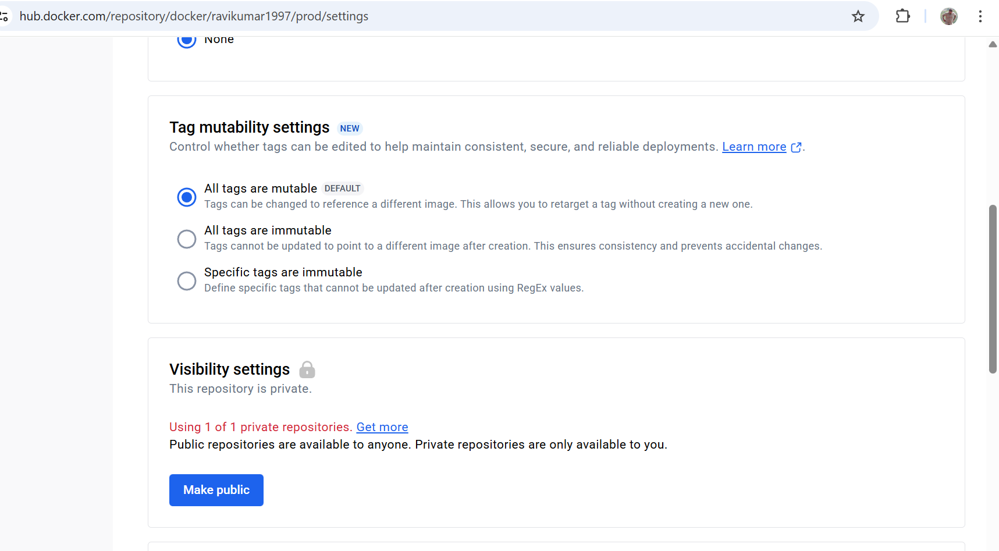 hub.docker.com/repository/docker/ravikumar1997/prod/settings
None
Tag mutability settings NEW
Control whether tags can be edited to help maintain consistent, secure, and reliable deployments. Learn more.
All tags are mutable DEFAULT
Tags can be changed to reference a different image. This allows you to retarget a tag without creating a new one.
All tags are immutable
Tags cannot be updated to point to a different image after creation. This ensures consistency and prevents accidental changes.
Specific tags are immutable
Define specific tags that cannot be updated after creation using RegEx values.
Visibility settings
This repository is private.
Using 1 of 1 private repositories. Get more
Public repositories are available to anyone. Private repositories are only available to you.
Make public